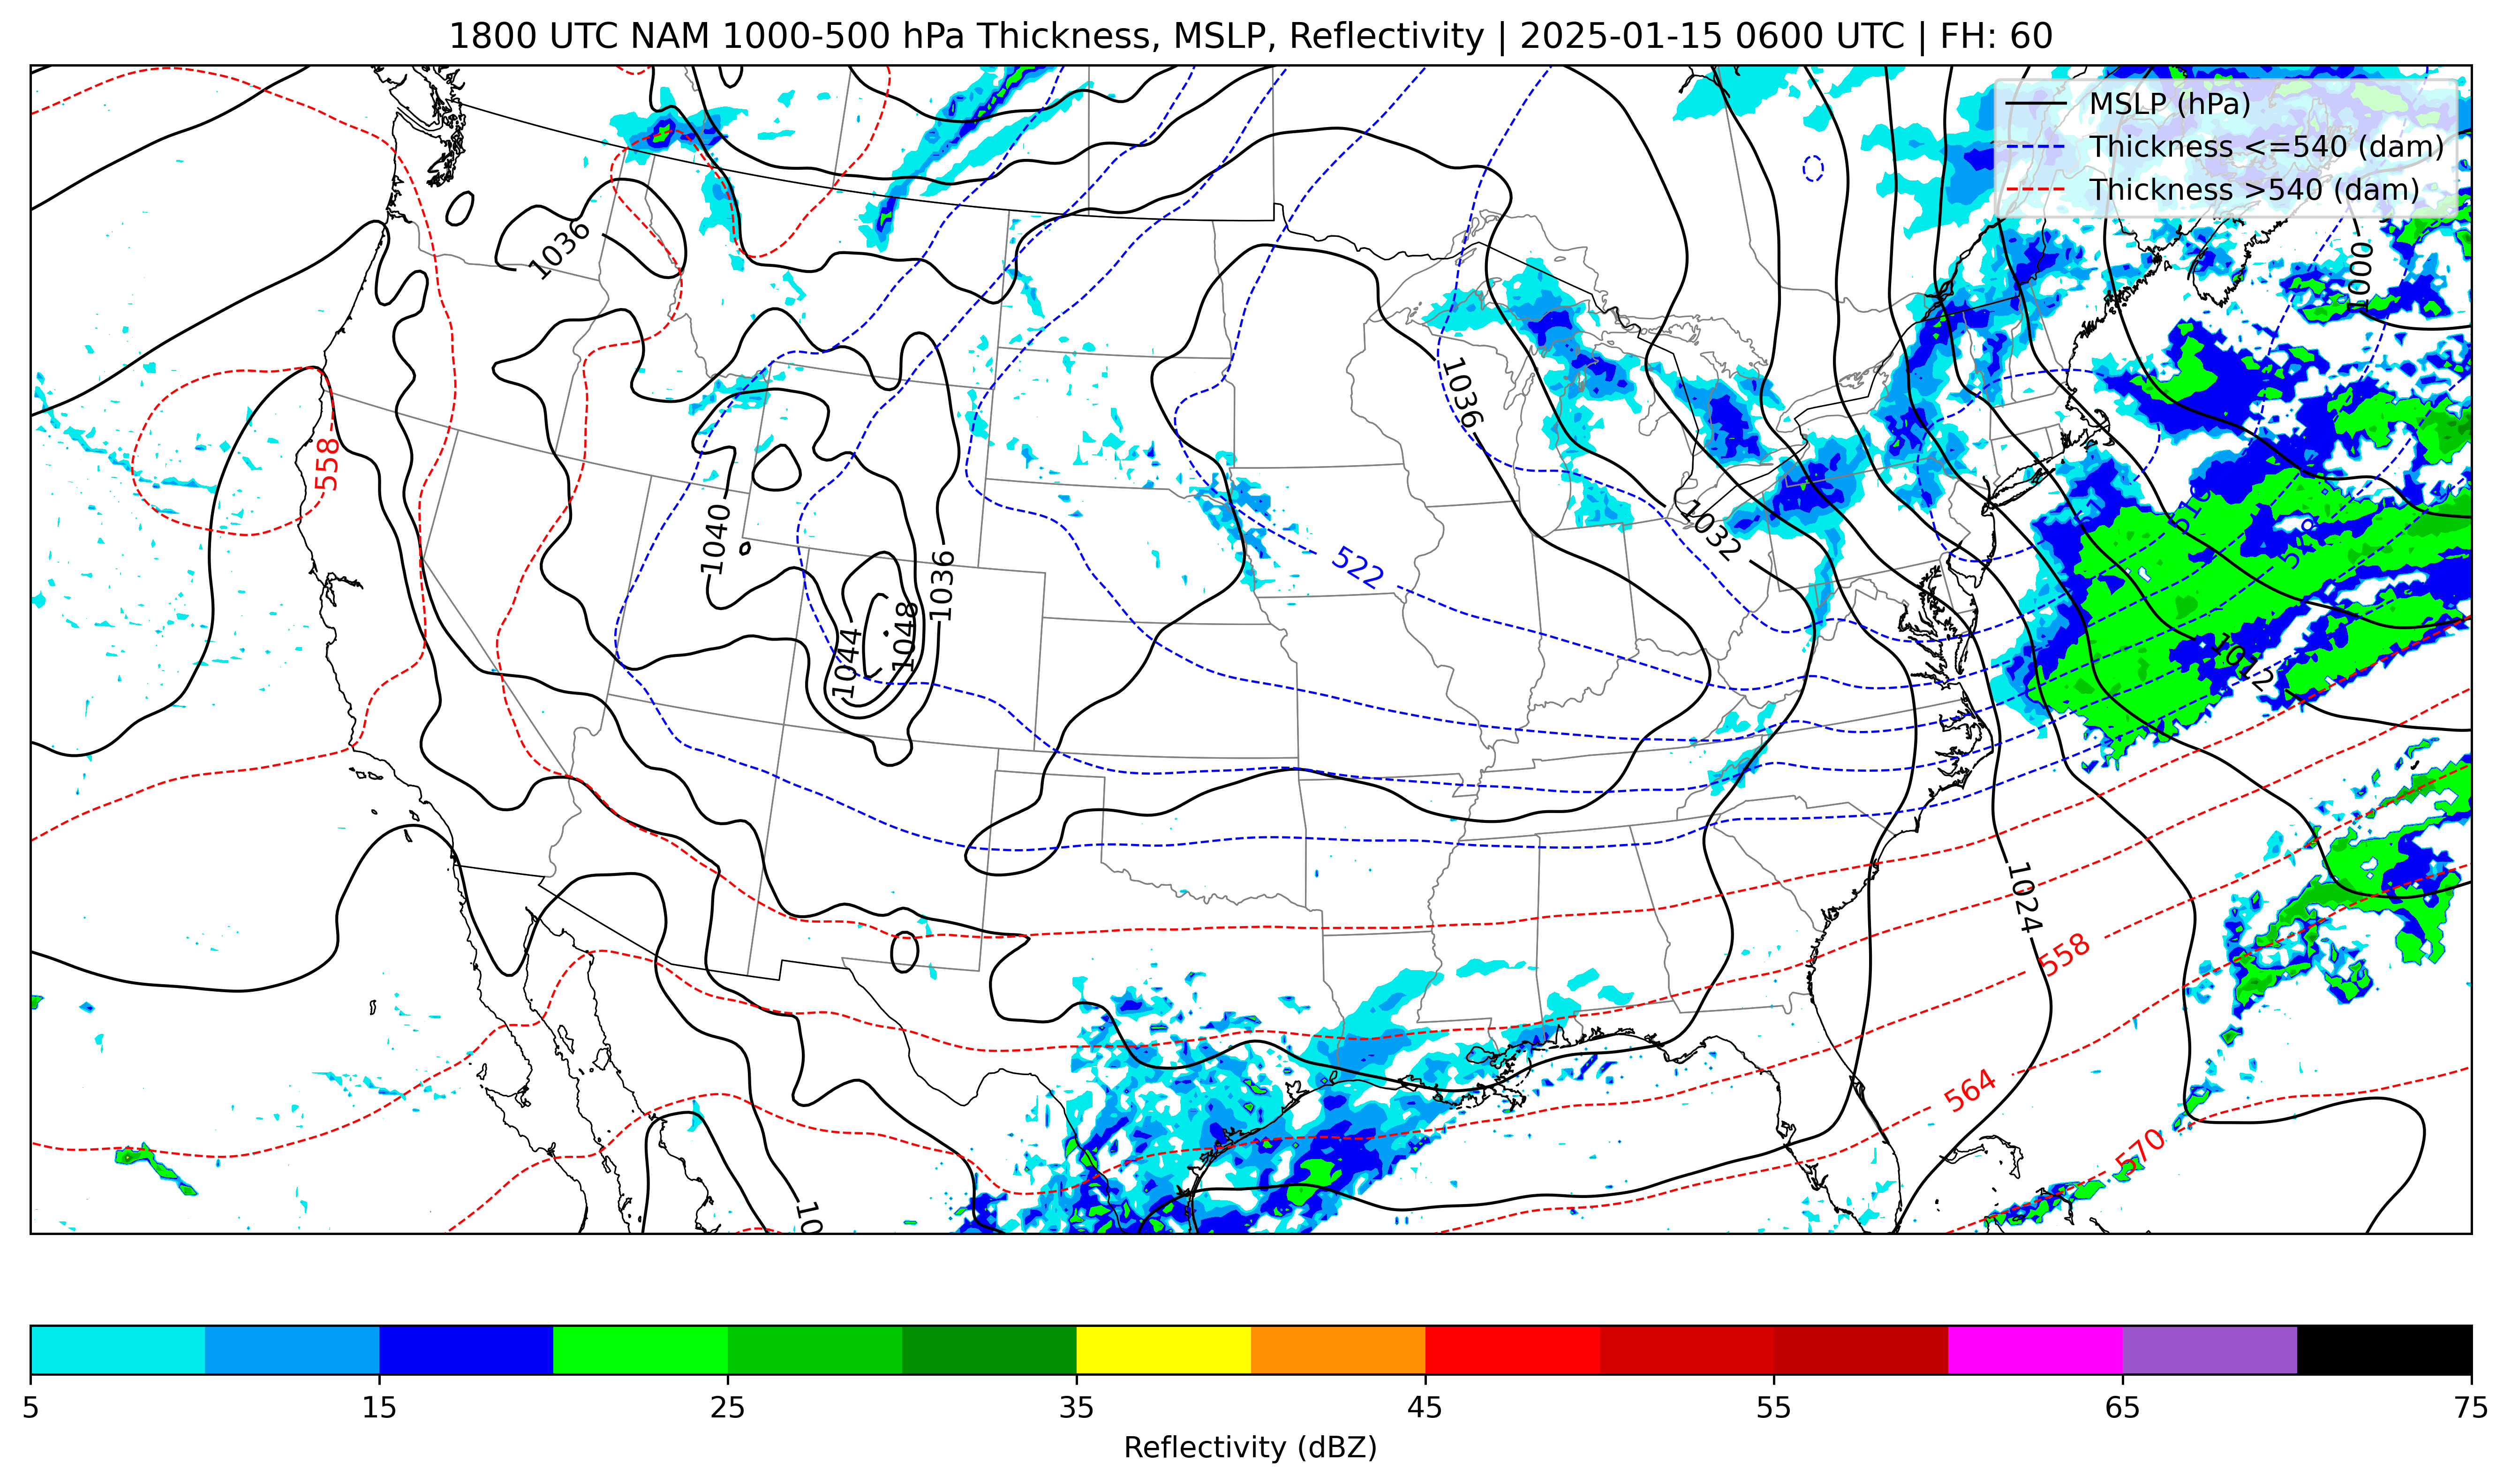 1800 UTC NAM 1000-500 hPa Thickness, MSLP, Reflectivity | 2025-01-15 0600 UTC | FH: 60
MSLP (hPa)
Thickness <=540 (dam)
Thickness >540 (dam)
1036
1000
1036
558
1040
1036
1032
522
1048
1044
1012
1024
558
564
570
10
5 15 25 35 45 55 65 75
Reflectivity (dBZ)